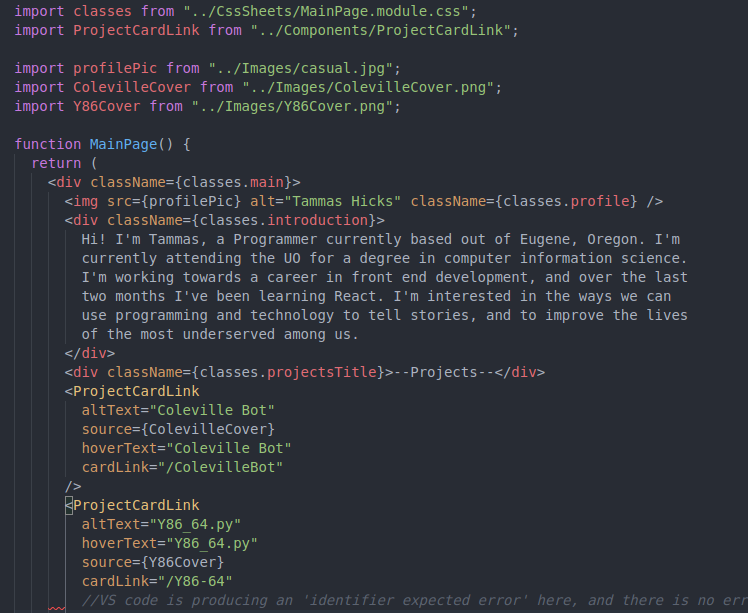 import classes from "../CssSheets/MainPage.module.css";
import ProjectCardLink from "../Components/ProjectCardLink";
import profilePic from "../Images/casual.jpg";
import ColevilleCover from "../Images/ColevilleCover.png";
import Y86Cover from "../Images/Y86Cover.png";
function MainPage() {
return (
<div className={classes.main}>
<img src={profilePic} alt="Tammas Hicks" className={classes.profile} />
<div className={classes.introduction}>
Hi! I'm Tammas, a Programmer currently based out of Eugene, Oregon. I'm
currently attending the UO for a degree in computer information science.
I'm working towards a career in front end development, and over the last
two months I've been learning React. I'm interested in the ways we can
use programming and technology to tell stories, and to improve the lives
of the most underserved among us.
</div>
<div className={classes.projectsTitle}>--Projects--</div>
<ProjectCardLink
altText="Coleville Bot"
source={ColevilleCover}
hoverText="Coleville Bot"
cardLink="/ColevilleBot"
/>
<ProjectCardLink
altText="Y86_64.py"
hoverText="Y86_64.py"
source={Y86Cover}
cardLink="/Y86-64"
//VS code is producing an 'identifier expected error' here, and there is no err